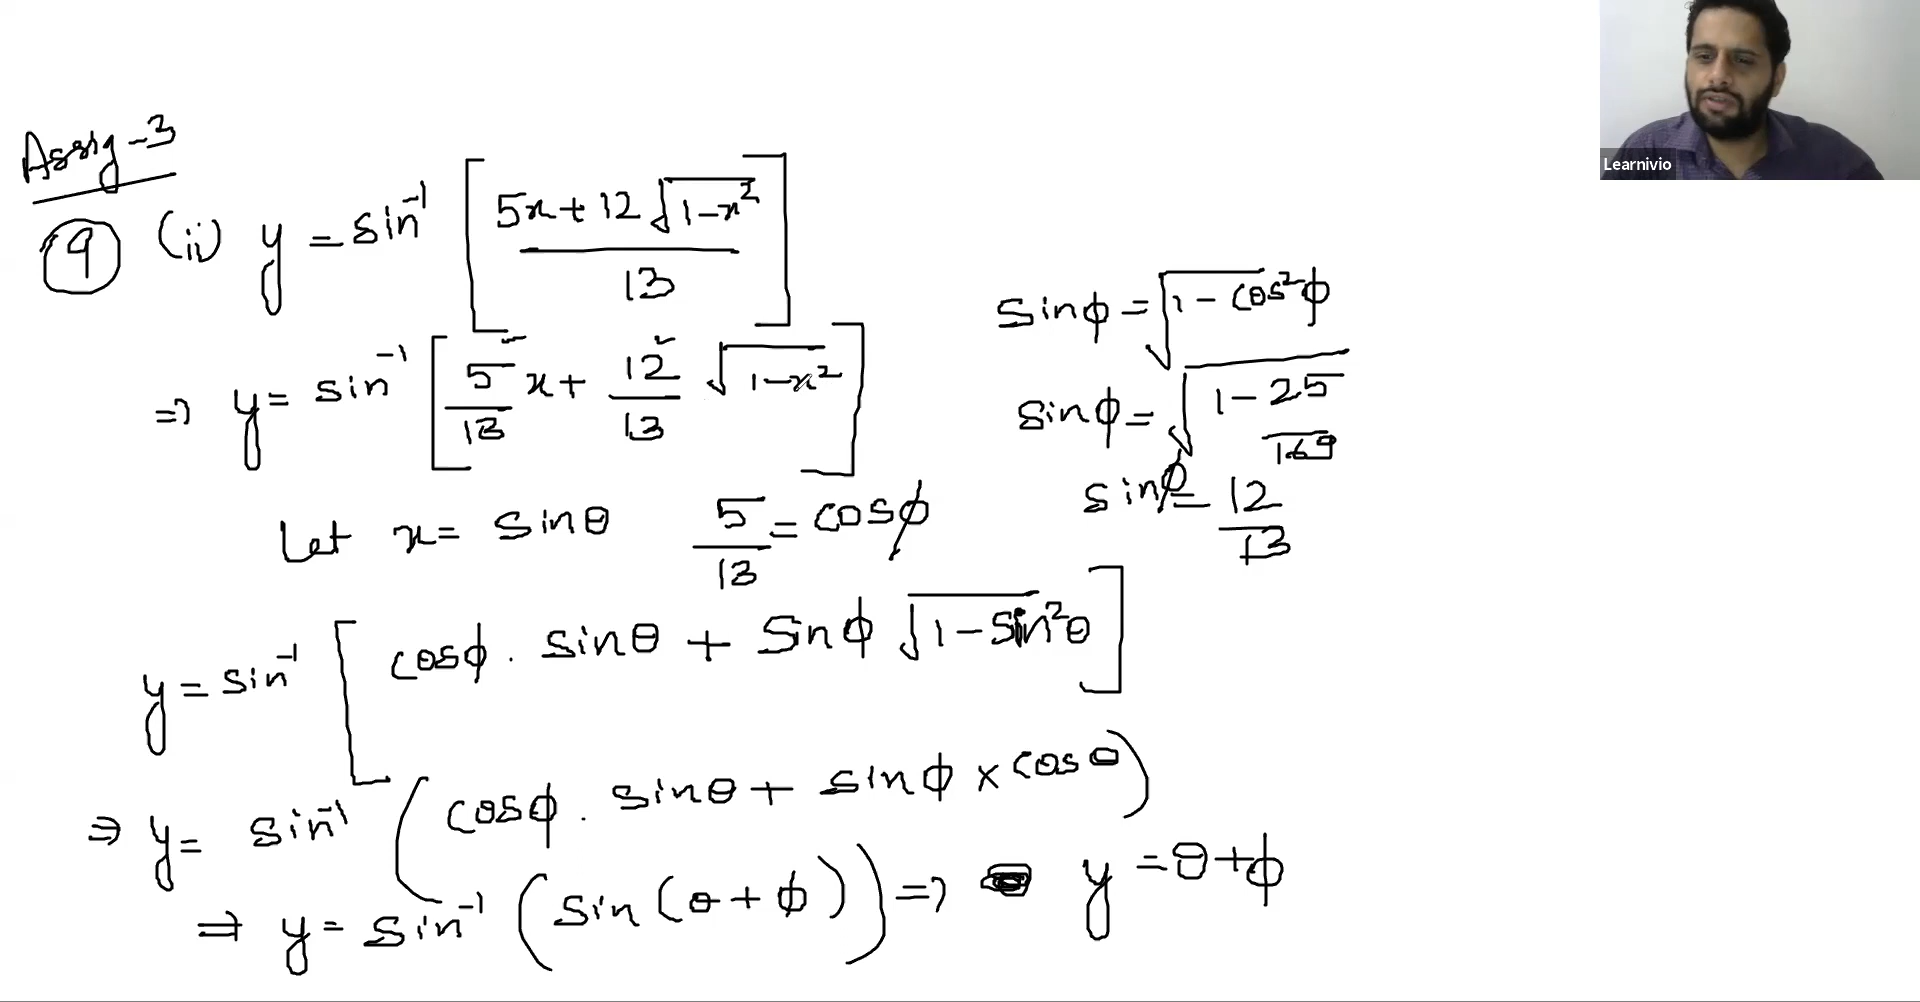 Assig-3
9 (ii) y = sin⁻¹ [ (5x + 12 √(1-x²)) / 13 ]
⇒ y = sin⁻¹ [ 5/13 x + 12/13 √(1-x²) ]
Let x = sinθ 5/13 = cosϕ
sinϕ = √(1 - cos²ϕ)
sinϕ = √(1 - 25/169)
sinϕ = 12/13
y = sin⁻¹ [ cosϕ . sinθ + Sinϕ √(1 - Sin²θ) ]
⇒ y = sin⁻¹ ( cosϕ . sinθ + sinϕ × cosθ )
⇒ y = sin⁻¹ ( sin (θ + ϕ) ) ⇒ y = θ + ϕ
Learnivio